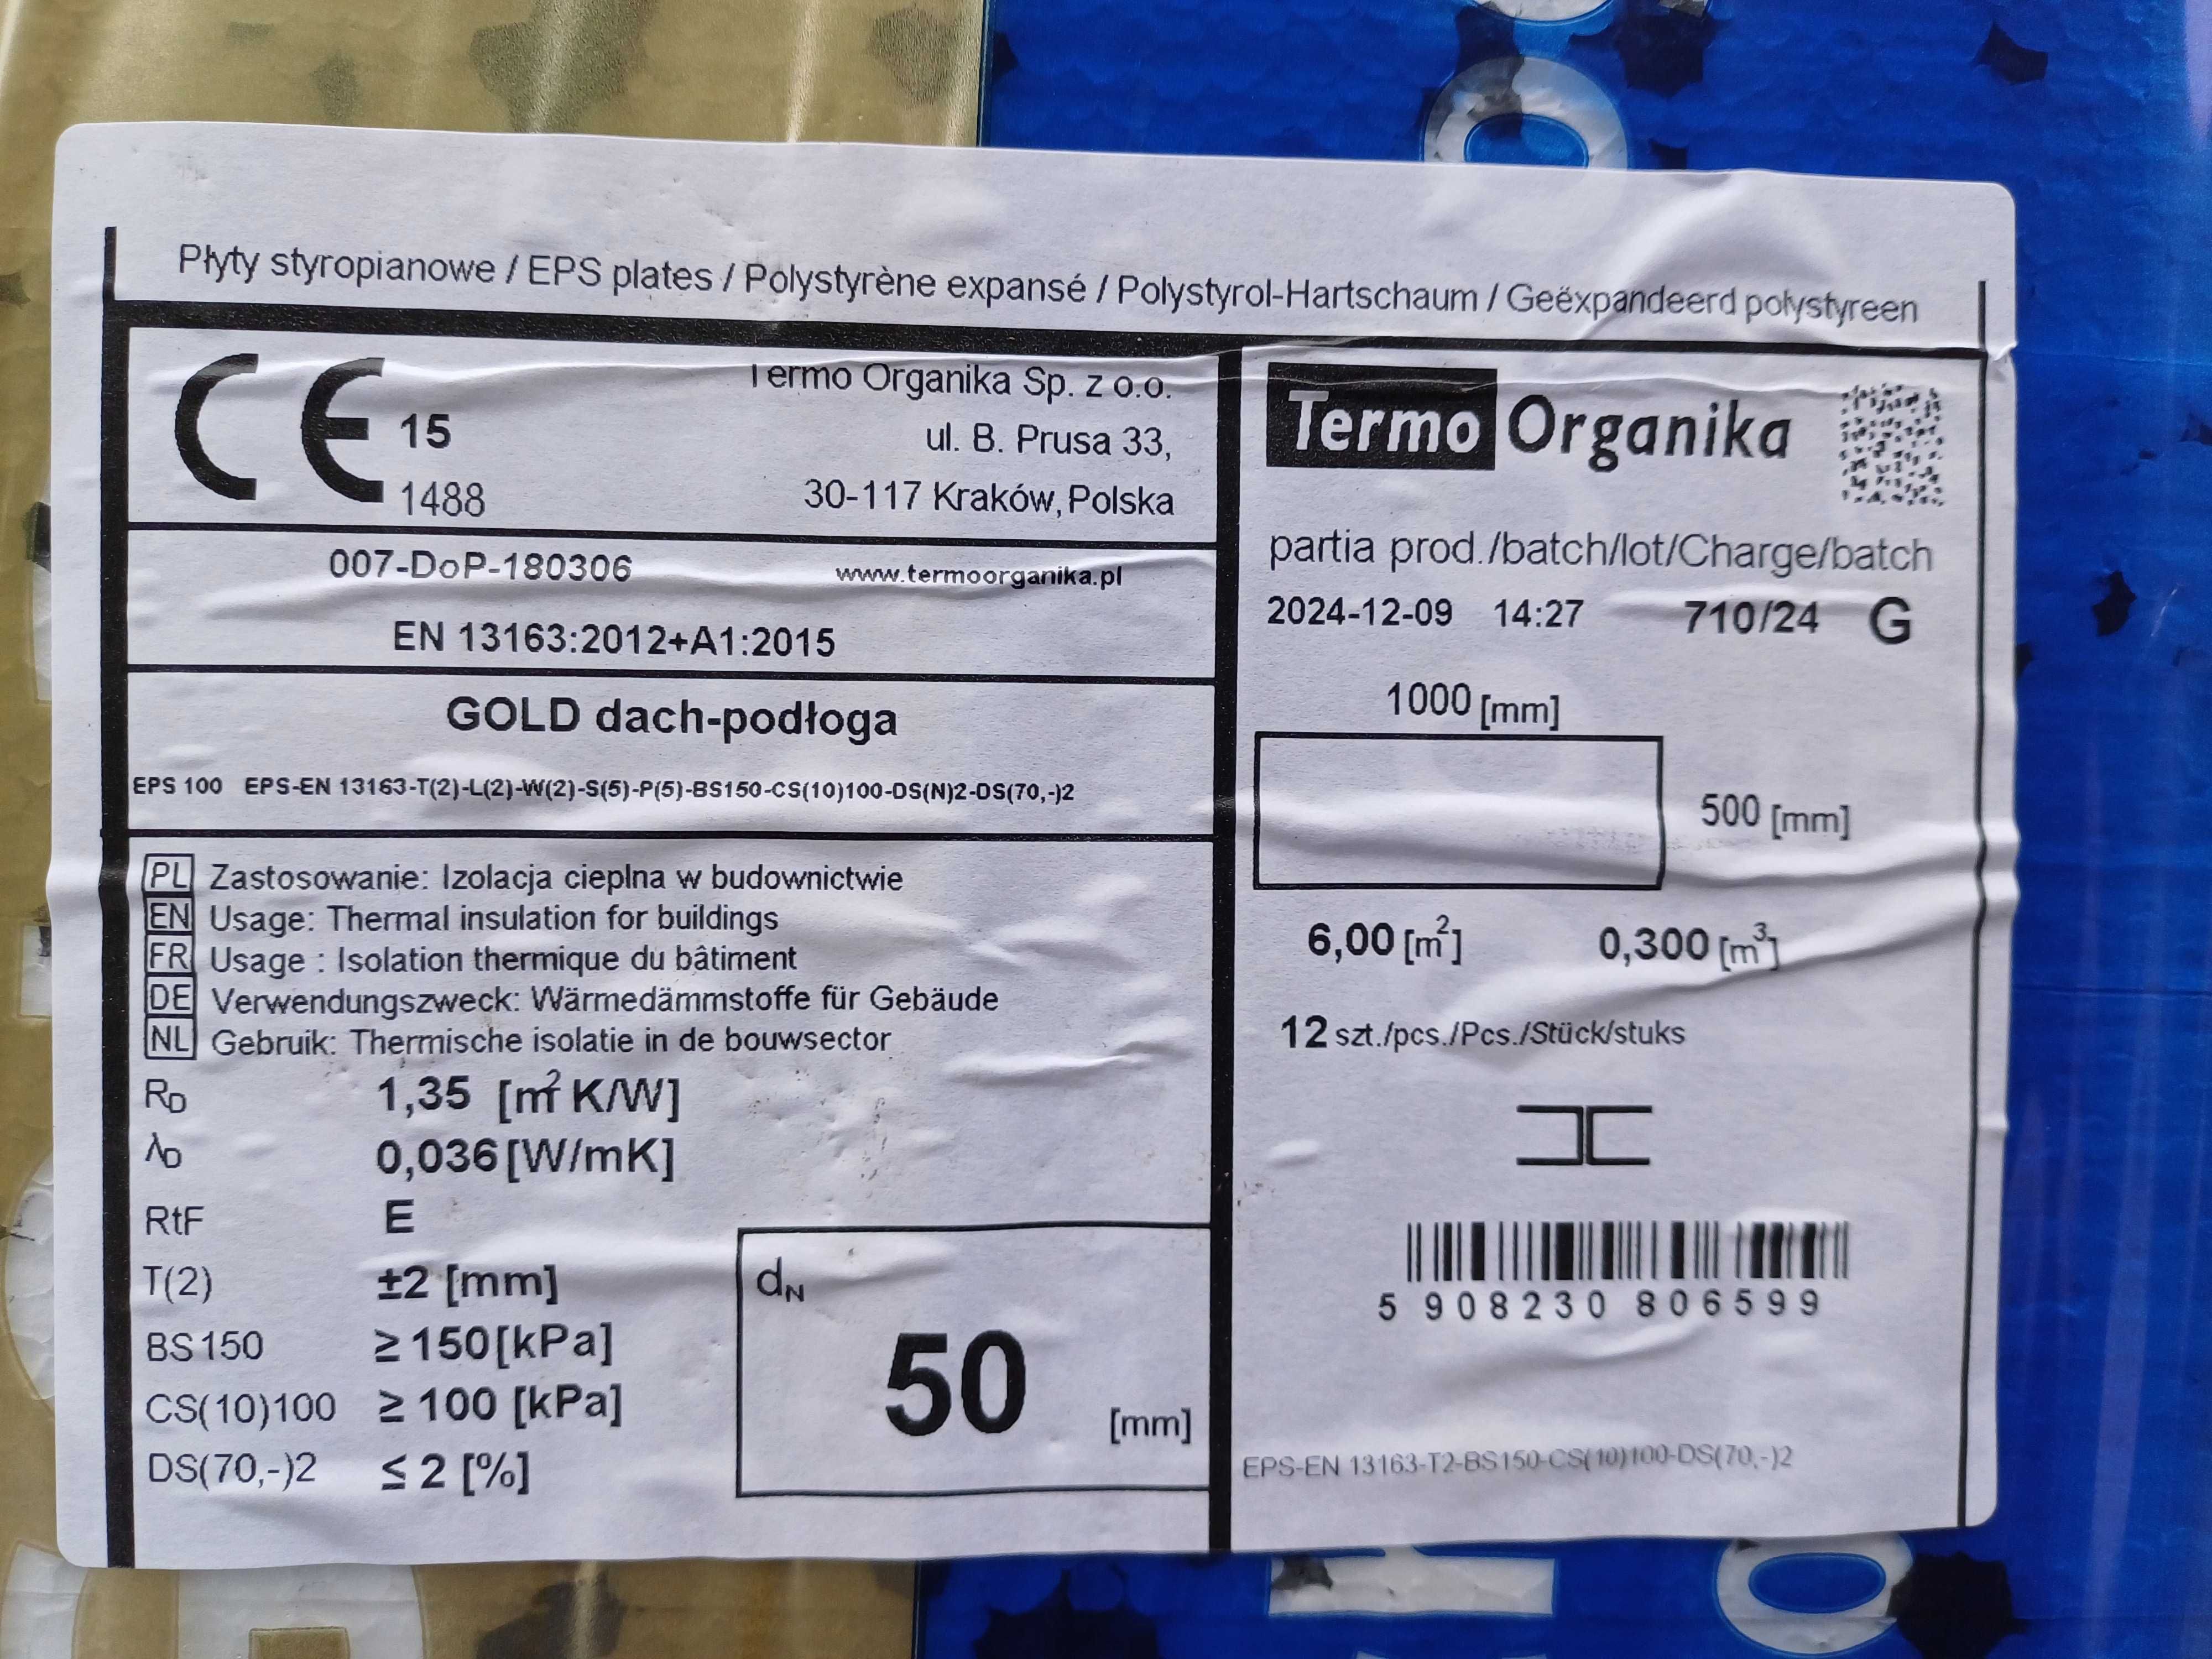 Płyty styropianowe / EPS plates / Polystyrène expansé / Polystyrol-Hartschaum / Geëxpandeerd polystyreen
CE 15
1488
Termo Organika Sp. z o.o.
ul. B. Prusa 33,
30-117 Kraków, Polska
007-DoP-180306 www.termoorganika.pl
EN 13163:2012+A1:2015
GOLD dach-podłoga
EPS 100 EPS-EN 13163-T(2)-L(2)-W(2)-S(5)-P(5)-BS150-CS(10)100-DS(N)2-DS(70,-)2
PL Zastosowanie: Izolacja cieplna w budownictwie
EN Usage: Thermal insulation for buildings
FR Usage : Isolation thermique du bâtiment
DE Verwendungszweck: Wärmedämmstoffe für Gebäude
NL Gebruik: Thermische isolatie in de bouwsector
RD 1,35 [m² K/W]
λD 0,036 [W/mK]
RtF E
T(2) ±2 [mm]
BS150 ≥ 150 [kPa]
CS(10)100 ≥ 100 [kPa]
DS(70,-)2 ≤ 2 [%]
dN
50 [mm]
Termo Organika
partia prod./batch/lot/Charge/batch
2024-12-09 14:27 710/24 G
1000 [mm]
500 [mm]
6,00 [m²] 0,300 [m³]
12 szt./pcs./Pcs./Stück/stuks
5 908230 806599
EPS-EN 13163-T2-BS150-CS(10)100-DS(70,-)2